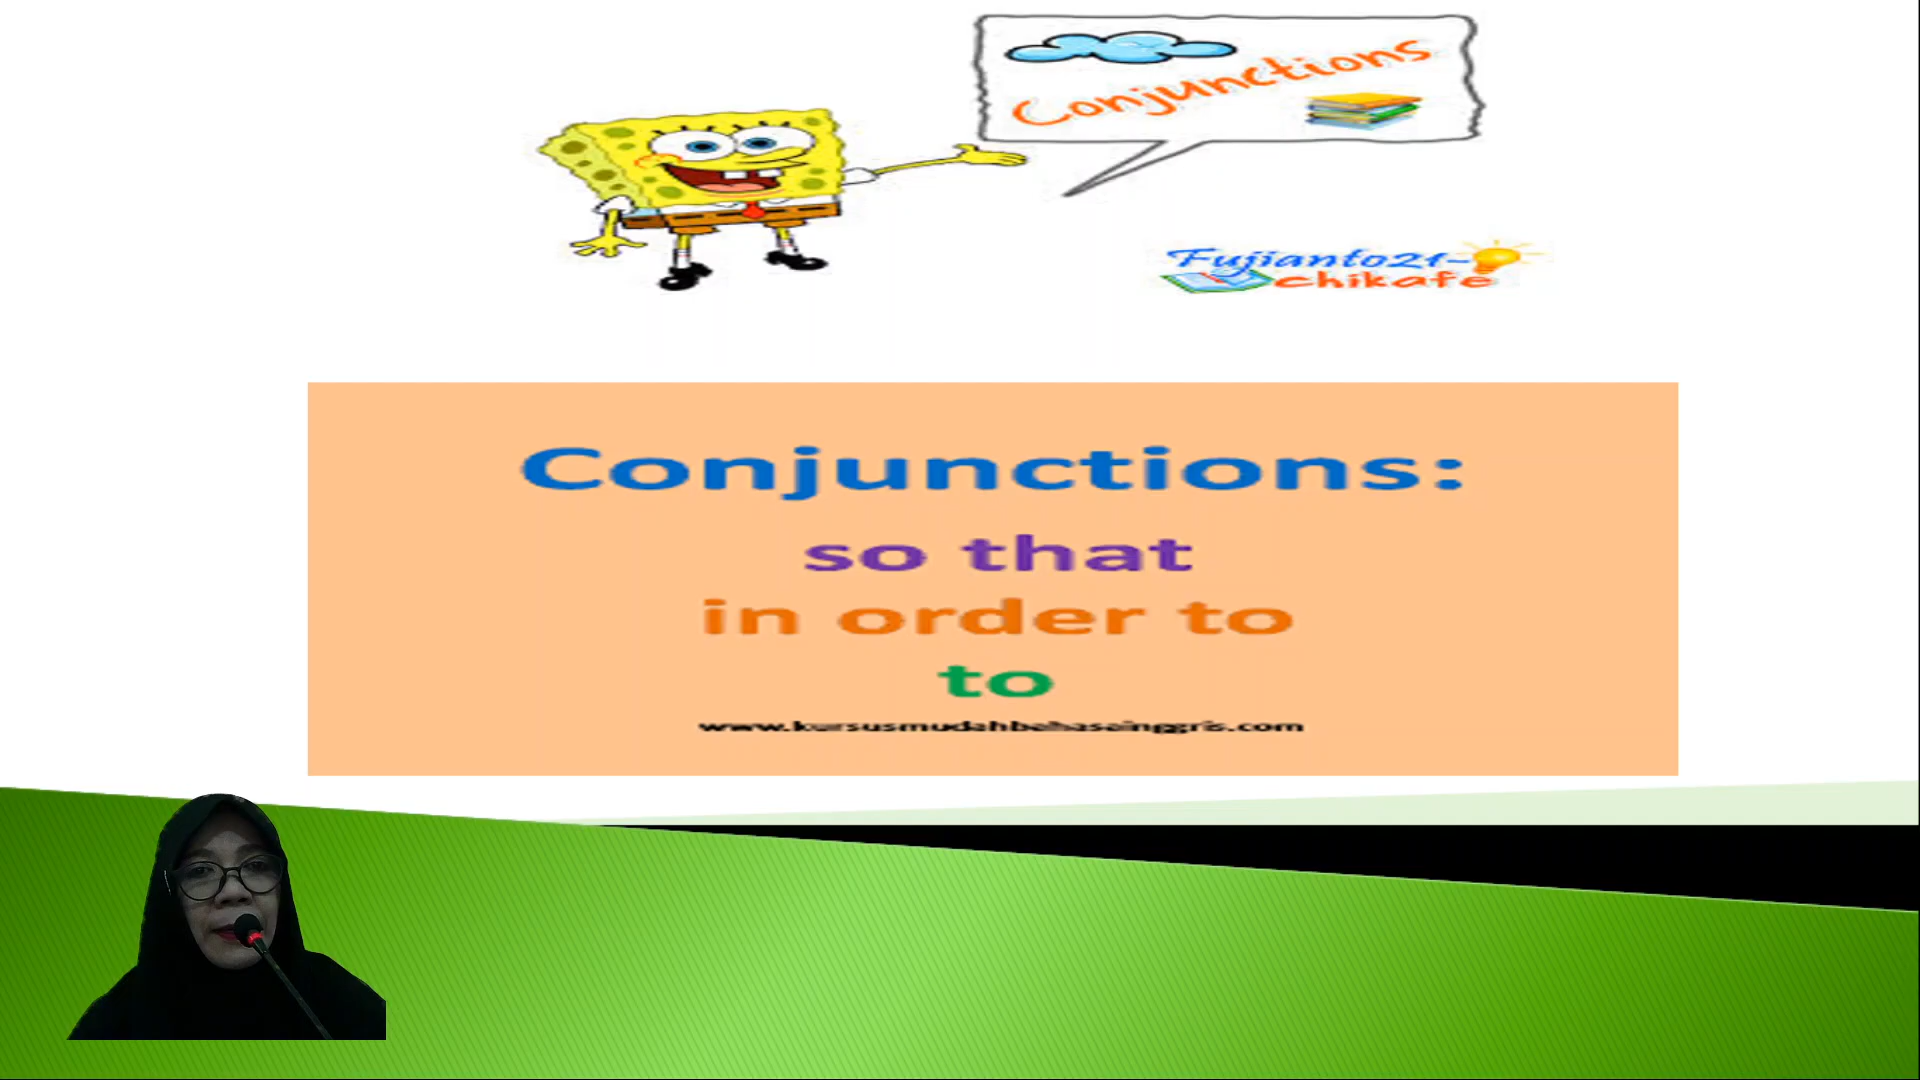 Conjunctions
Fujianto21-
chikafe
Conjunctions:
so that
in order to
to
www.kursusmudahbahasainggris.com